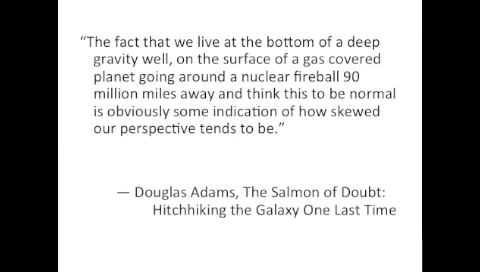 “The fact that we live at the bottom of a deep
gravity well, on the surface of a gas covered
planet going around a nuclear fireball 90
million miles away and think this to be normal
is obviously some indication of how skewed
our perspective tends to be.”
— Douglas Adams, The Salmon of Doubt:
Hitchhiking the Galaxy One Last Time